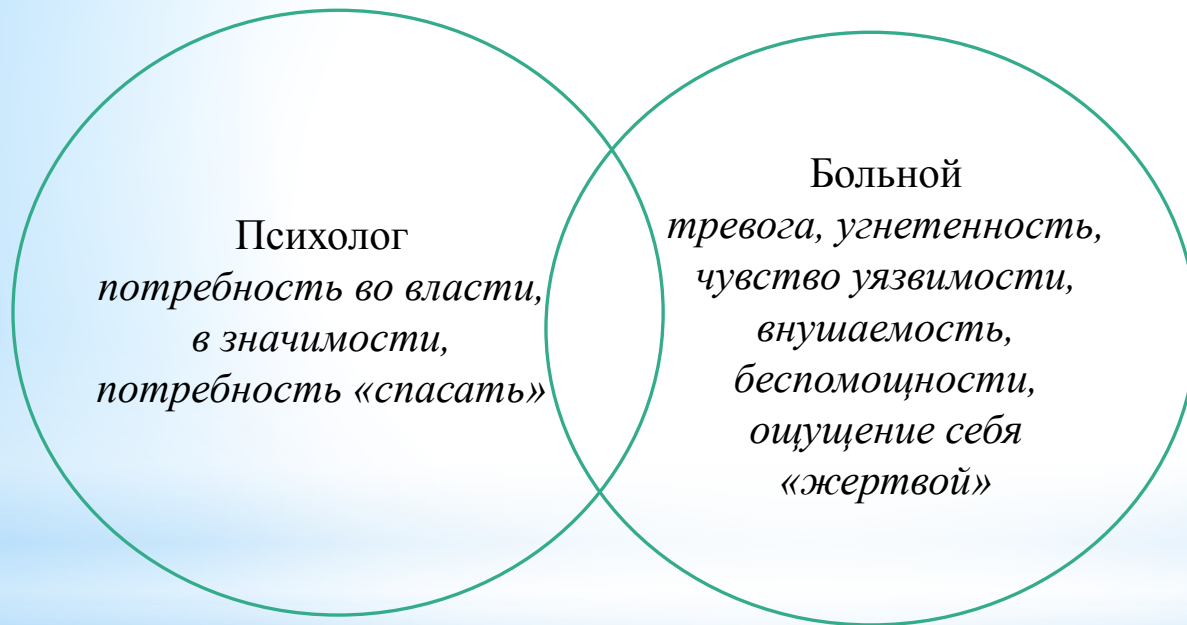 Психолог
потребность во власти,
в значимости,
потребность «спасать»
Больной
тревога, угнетенность,
чувство уязвимости,
внушаемость,
беспомощности,
ощущение себя
«жертвой»